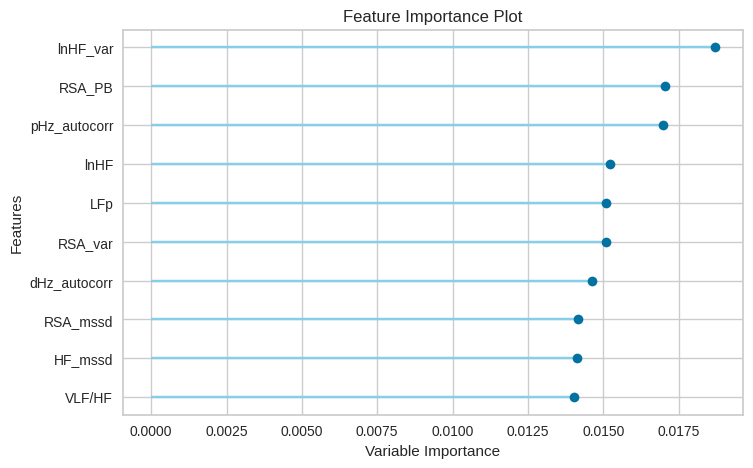 Feature Importance Plot
Features
lnHF_var
RSA_PB
pHz_autocorr
lnHF
LFp
RSA_var
dHz_autocorr
RSA_mssd
HF_mssd
VLF/HF
0.0000 0.0025 0.0050 0.0075 0.0100 0.0125 0.0150 0.0175
Variable Importance